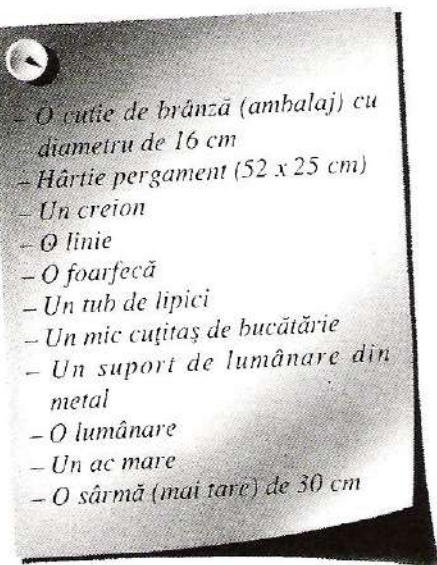 – O cutie de brânză (ambalaj) cu
diametru de 16 cm
– Hârtie pergament (52 x 25 cm)
– Un creion
– O linie
– O foarfecă
– Un tub de lipici
– Un mic cuţitaş de bucătărie
– Un suport de lumânare din
metal
– O lumânare
– Un ac mare
– O sârmă (mai tare) de 30 cm